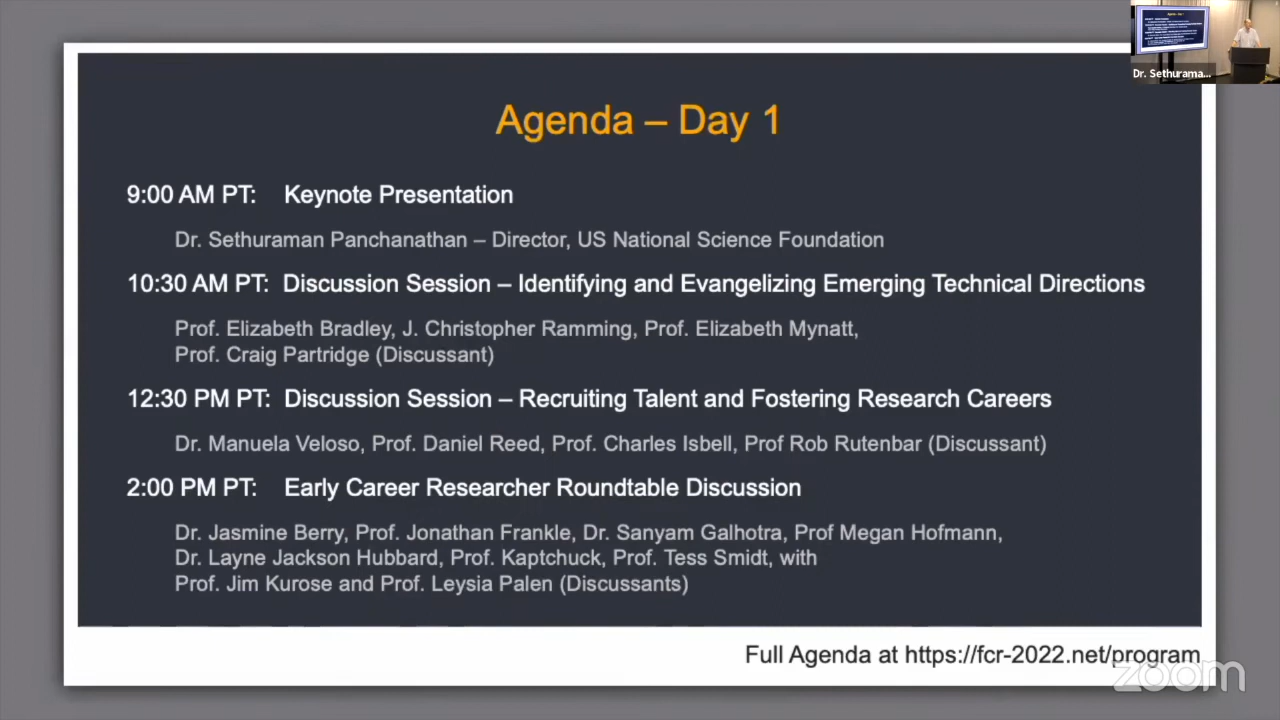 Dr. Sethurama...
Agenda – Day 1
9:00 AM PT: Keynote Presentation
Dr. Sethuraman Panchanathan – Director, US National Science Foundation
10:30 AM PT: Discussion Session – Identifying and Evangelizing Emerging Technical Directions
Prof. Elizabeth Bradley, J. Christopher Ramming, Prof. Elizabeth Mynatt,
Prof. Craig Partridge (Discussant)
12:30 PM PT: Discussion Session – Recruiting Talent and Fostering Research Careers
Dr. Manuela Veloso, Prof. Daniel Reed, Prof. Charles Isbell, Prof Rob Rutenbar (Discussant)
2:00 PM PT: Early Career Researcher Roundtable Discussion
Dr. Jasmine Berry, Prof. Jonathan Frankle, Dr. Sanyam Galhotra, Prof Megan Hofmann,
Dr. Layne Jackson Hubbard, Prof. Kaptchuck, Prof. Tess Smidt, with
Prof. Jim Kurose and Prof. Leysia Palen (Discussants)
Full Agenda at https://fcr-2022.net/program
zoom